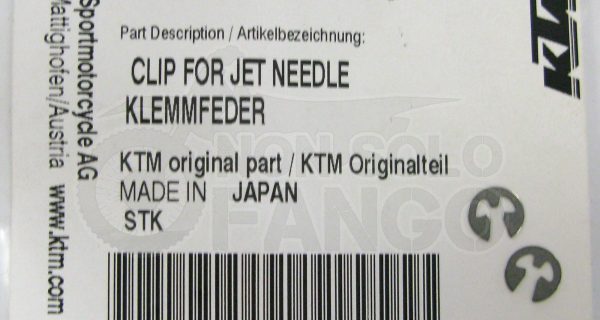 Part Description / Artikelbezeichnung:
CLIP FOR JET NEEDLE
KLEMMFEDER
KTM original part / KTM Originalteil
MADE IN JAPAN
STK
Sportmotorcycle AG
Mattighofen/Austria www.ktm.com
KTM
NON SOLO
FANGO